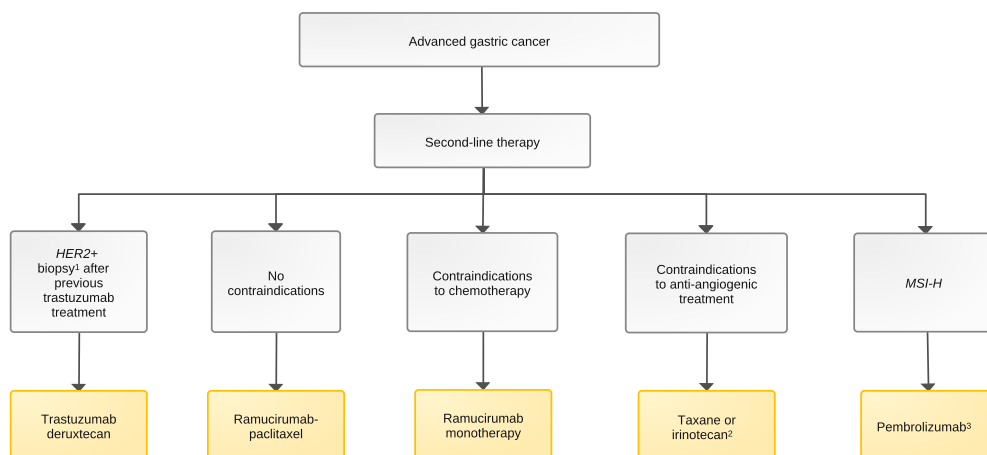 Advanced gastric cancer
Second-line therapy
HER2+
biopsy¹ after
previous
trastuzumab
treatment
No
contraindications
Contraindications
to chemotherapy
Contraindications
to anti-angiogenic
treatment
MSI-H
Trastuzumab
deruxtecan
Ramucirumab-
paclitaxel
Ramucirumab
monotherapy
Taxane or
irinotecan²
Pembrolizumab³